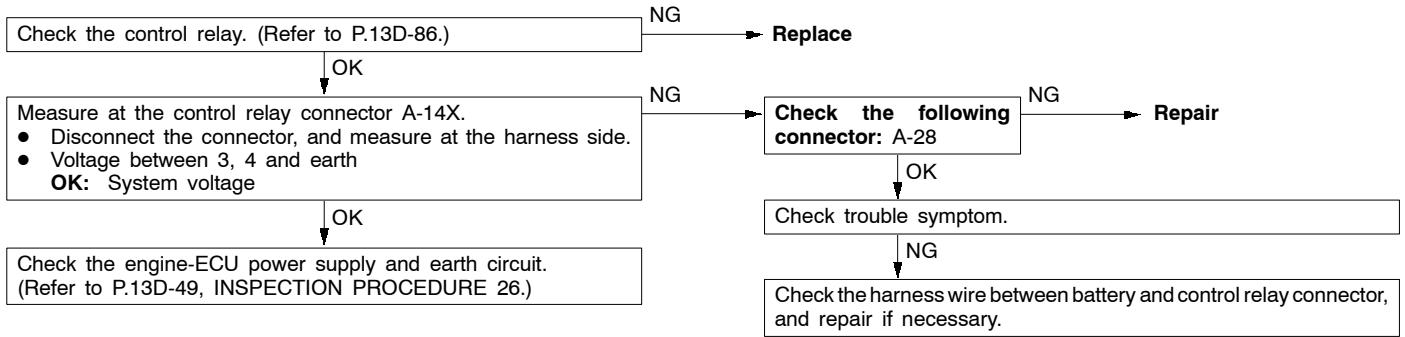 Check the control relay. (Refer to P.13D-86.)
NG
Replace
OK
Measure at the control relay connector A-14X.
● Disconnect the connector, and measure at the harness side.
● Voltage between 3, 4 and earth
OK: System voltage
NG
Check the following
connector: A-28
NG
Repair
OK
Check trouble symptom.
NG
Check the harness wire between battery and control relay connector,
and repair if necessary.
OK
Check the engine-ECU power supply and earth circuit.
(Refer to P.13D-49, INSPECTION PROCEDURE 26.)